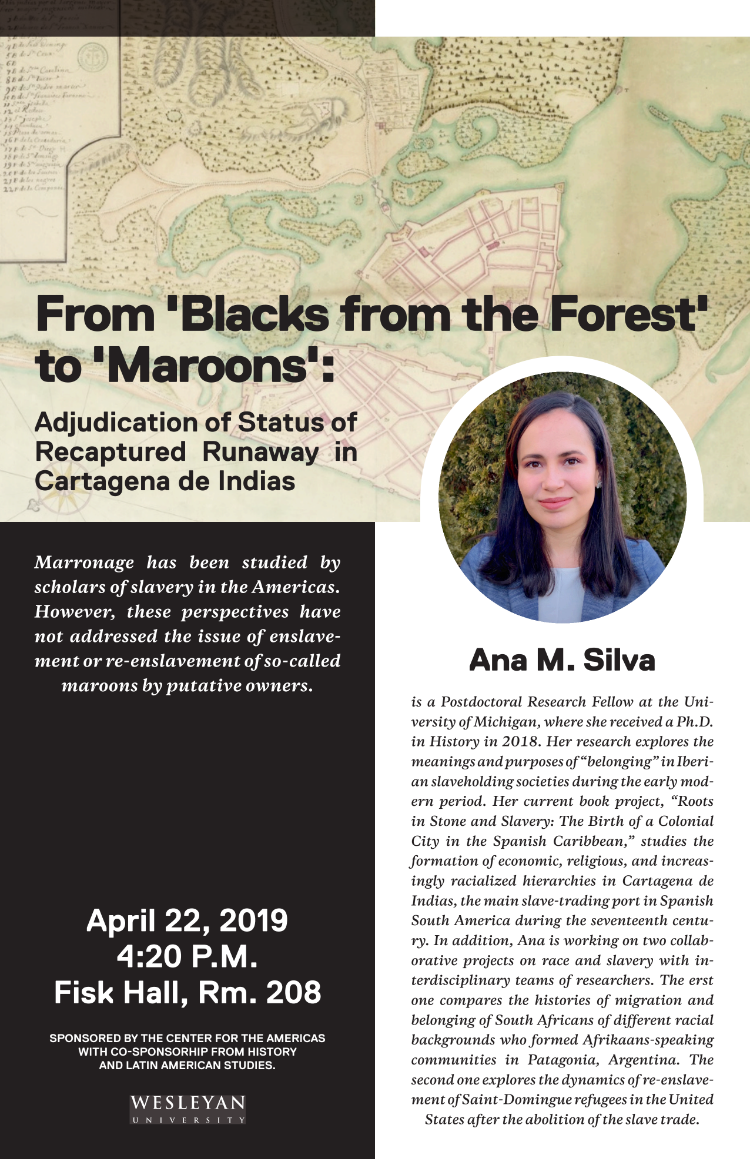 From 'Blacks from the Forest'
to 'Maroons':
Adjudication of Status of
Recaptured Runaway in
Cartagena de Indias
Marronage has been studied by
scholars of slavery in the Americas.
However, these perspectives have
not addressed the issue of enslave-
ment or re-enslavement of so-called
maroons by putative owners.
April 22, 2019
4:20 P.M.
Fisk Hall, Rm. 208
SPONSORED BY THE CENTER FOR THE AMERICAS
WITH CO-SPONSORHIP FROM HISTORY
AND LATIN AMERICAN STUDIES.
WESLEYAN
UNIVERSITY
Ana M. Silva
is a Postdoctoral Research Fellow at the Uni-
versity of Michigan, where she received a Ph.D.
in History in 2018. Her research explores the
meanings and purposes of “belonging” in Iberi-
an slaveholding societies during the early mod-
ern period. Her current book project, “Roots
in Stone and Slavery: The Birth of a Colonial
City in the Spanish Caribbean,” studies the
formation of economic, religious, and increas-
ingly racialized hierarchies in Cartagena de
Indias, the main slave-trading port in Spanish
South America during the seventeenth centu-
ry. In addition, Ana is working on two collab-
orative projects on race and slavery with in-
terdisciplinary teams of researchers. The erst
one compares the histories of migration and
belonging of South Africans of different racial
backgrounds who formed Afrikaans-speaking
communities in Patagonia, Argentina. The
second one explores the dynamics of re-enslave-
ment of Saint-Domingue refugees in the United
States after the abolition of the slave trade.